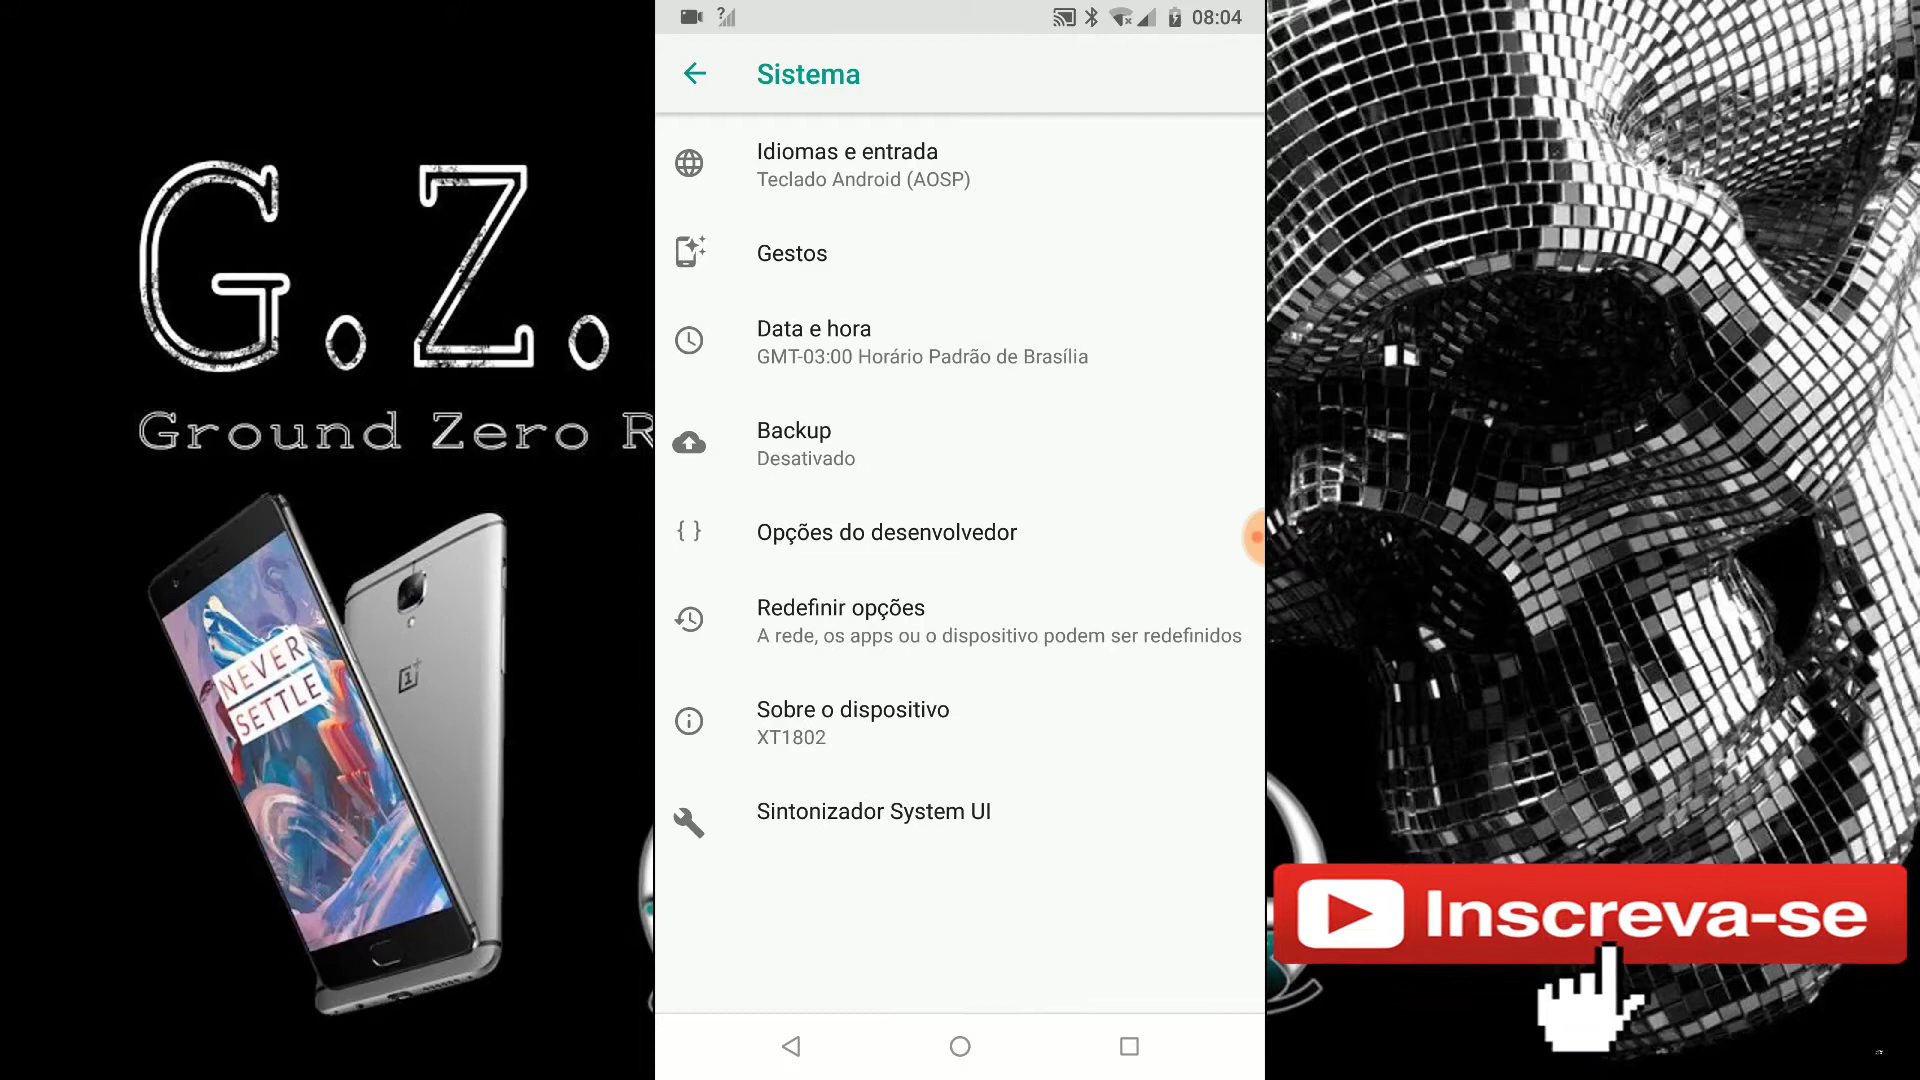 G.Z.
Ground Zero R
NEVER
SETTLE
08:04
Sistema
Idiomas e entrada
Teclado Android (AOSP)
Gestos
Data e hora
GMT-03:00 Horário Padrão de Brasília
Backup
Desativado
Opções do desenvolvedor
Redefinir opções
A rede, os apps ou o dispositivo podem ser redefinidos
Sobre o dispositivo
XT1802
Sintonizador System UI
Inscreva-se